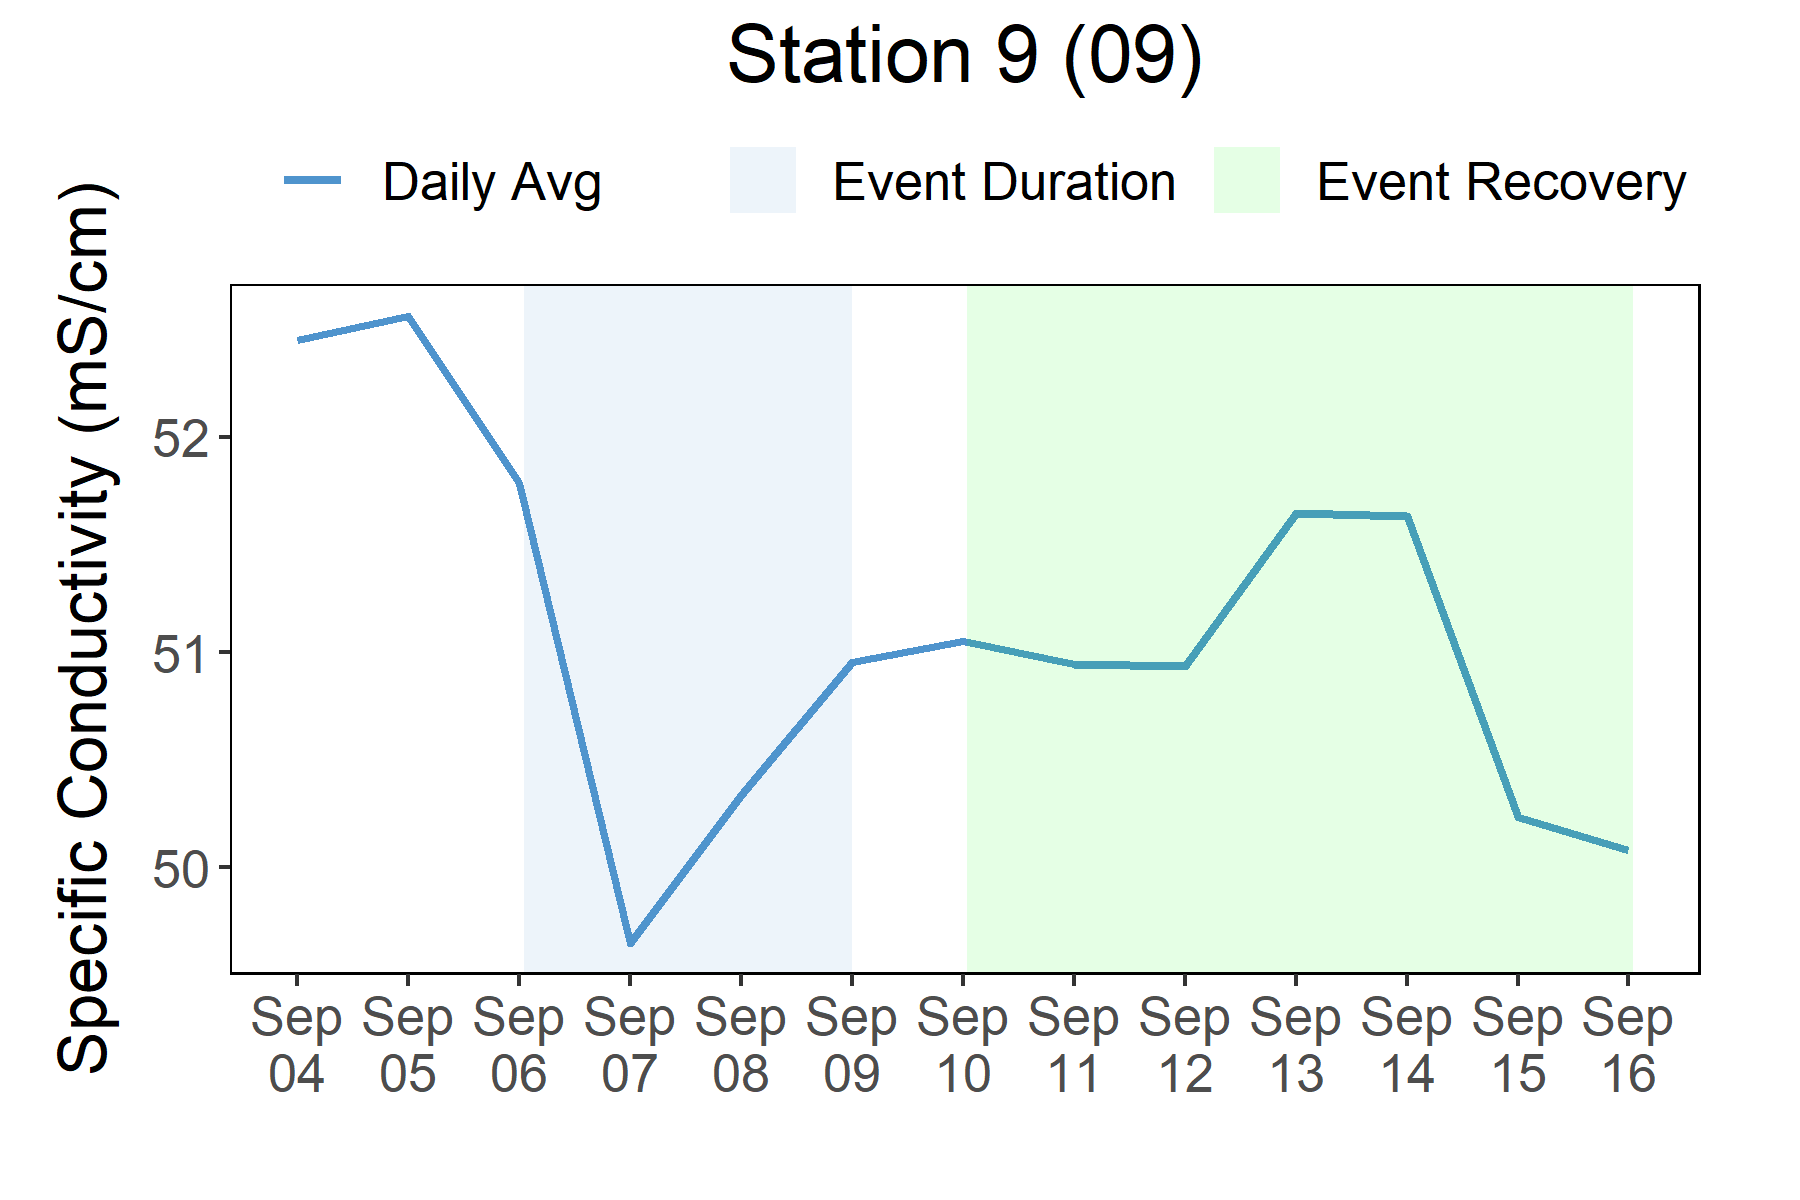 Station 9 (09)
Daily Avg
Event Duration
Event Recovery
Specific Conductivity (mS/cm)
52
51
50
Sep 04
Sep 05
Sep 06
Sep 07
Sep 08
Sep 09
Sep 10
Sep 11
Sep 12
Sep 13
Sep 14
Sep 15
Sep 16